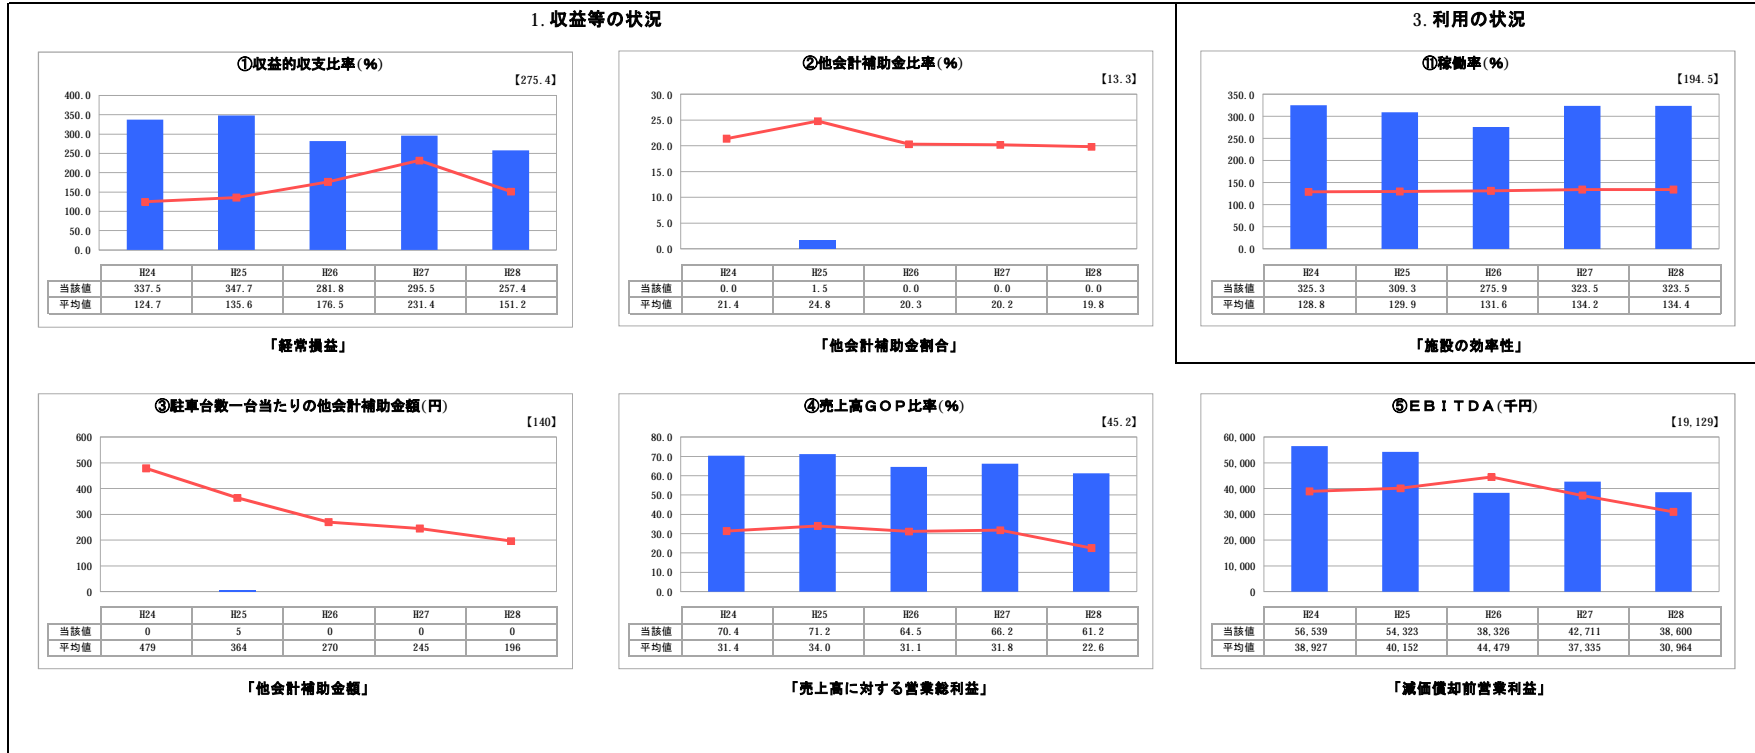 1. 収益等の状況
①収益的収支比率(%)
【275.4】
400.0
350.0
300.0
250.0
200.0
150.0
100.0
50.0
0.0
H24 H25 H26 H27 H28
当該値 337.5 347.7 281.8 295.5 257.4
平均値 124.7 135.6 176.5 231.4 151.2
「経常損益」
②他会計補助金比率(%)
【13.3】
30.0
25.0
20.0
15.0
10.0
5.0
0.0
H24 H25 H26 H27 H28
当該値 0.0 1.5 0.0 0.0 0.0
平均値 21.4 24.8 20.3 20.2 19.8
「他会計補助金割合」
3. 利用の状況
⑪稼働率(%)
【194.5】
350.0
300.0
250.0
200.0
150.0
100.0
50.0
0.0
H24 H25 H26 H27 H28
当該値 325.3 309.3 275.9 323.5 323.5
平均値 128.8 129.9 131.6 134.2 134.4
「施設の効率性」
③駐車台数一台当たりの他会計補助金額(円)
【140】
600
500
400
300
200
100
0
H24 H25 H26 H27 H28
当該値 0 5 0 0 0
平均値 479 364 270 245 196
「他会計補助金額」
④売上高GOP比率(%)
【45.2】
80.0
70.0
60.0
50.0
40.0
30.0
20.0
10.0
0.0
H24 H25 H26 H27 H28
当該値 70.4 71.2 64.5 66.2 61.2
平均値 31.4 34.0 31.1 31.8 22.6
「売上高に対する営業総利益」
⑤EBITDA(千円)
【19,129】
60,000
50,000
40,000
30,000
20,000
10,000
0
H24 H25 H26 H27 H28
当該値 56,539 54,323 38,326 42,711 38,600
平均値 38,927 40,152 44,479 37,335 30,964
「減価償却前営業利益」